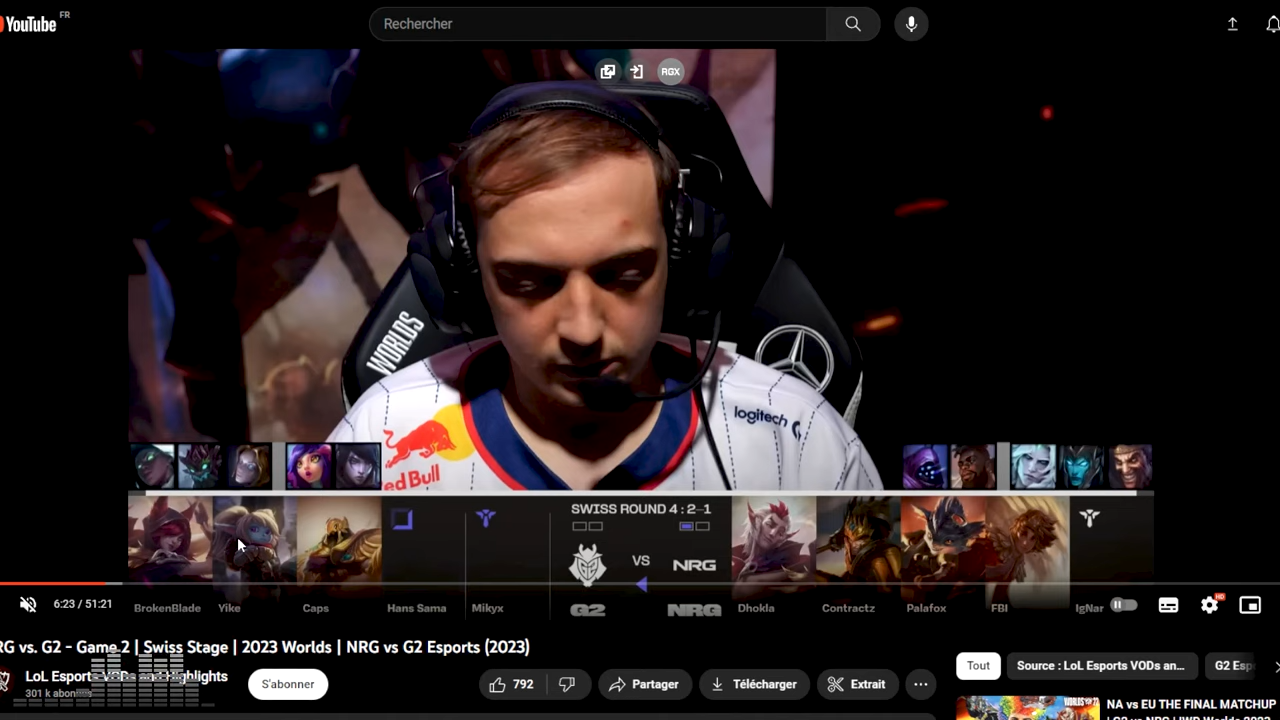 YouTube FR
Rechercher
RGX
WORLDS
logitech G
Red Bull
SWISS ROUND 4 : 2-1
VS
NRG
6:23 / 51:21
BrokenBlade Yike Caps Hans Sama Mikyx
G2 NRG
Dhokla Contractz Palafox FBI IgNar
HD
RG vs. G2 - Game 2 | Swiss Stage | 2023 Worlds | NRG vs G2 Esports (2023)
LoL Esports VODs and Highlights
301 k abonnés
S'abonner
792
Partager
Télécharger
Extrait
Tout
Source : LoL Esports VODs an...
G2 Esp
NA vs EU THE FINAL MATCHUP